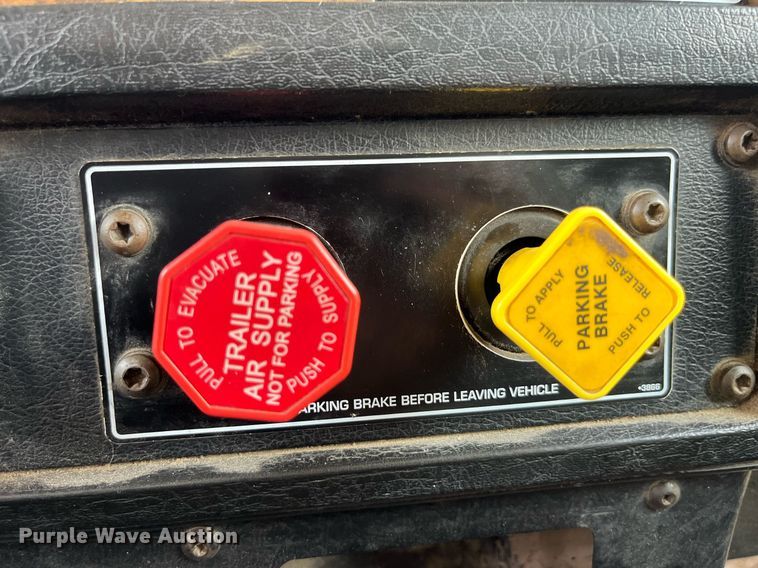 PULL TO EVACUATE
TRAILER
AIR SUPPLY
NOT FOR PARKING
PUSH TO SUPPLY
PULL TO APPLY
PARKING
BRAKE
PUSH TO
RELEASE
BRAKE BEFORE LEAVING VEHICLE
Purple Wave Auction